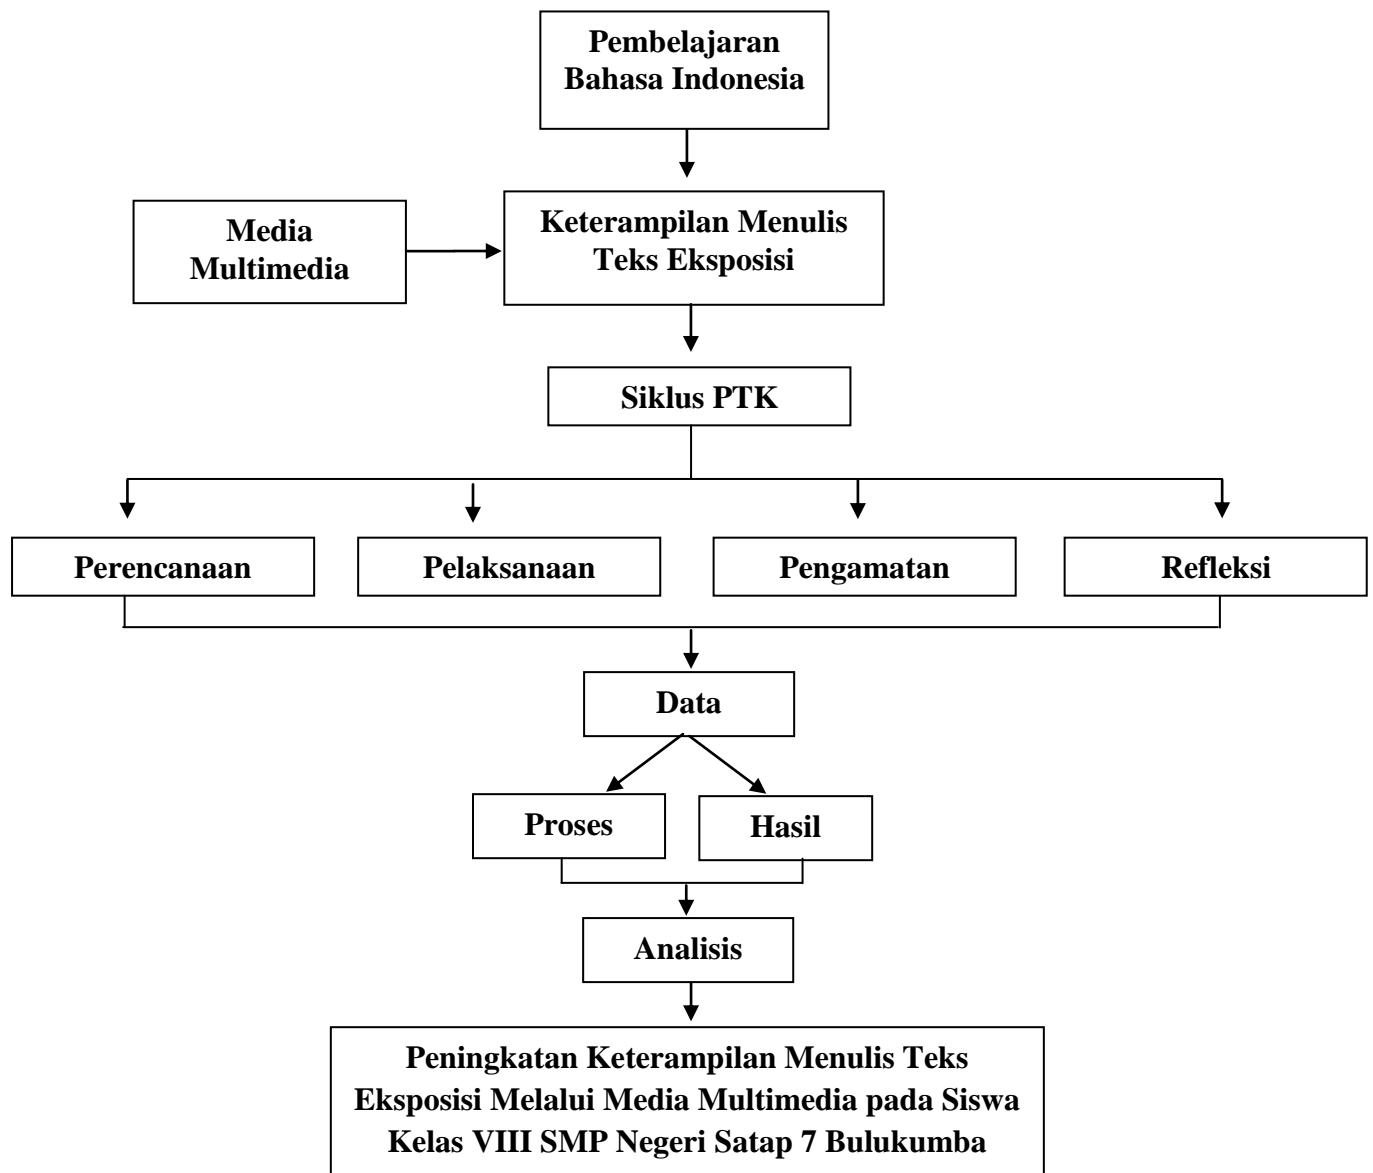 Pembelajaran
Bahasa Indonesia
Media
Multimedia
Keterampilan Menulis
Teks Eksposisi
Siklus PTK
Perencanaan
Pelaksanaan
Pengamatan
Refleksi
Data
Proses
Hasil
Analisis
Peningkatan Keterampilan Menulis Teks
Eksposisi Melalui Media Multimedia pada Siswa
Kelas VIII SMP Negeri Satap 7 Bulukumba